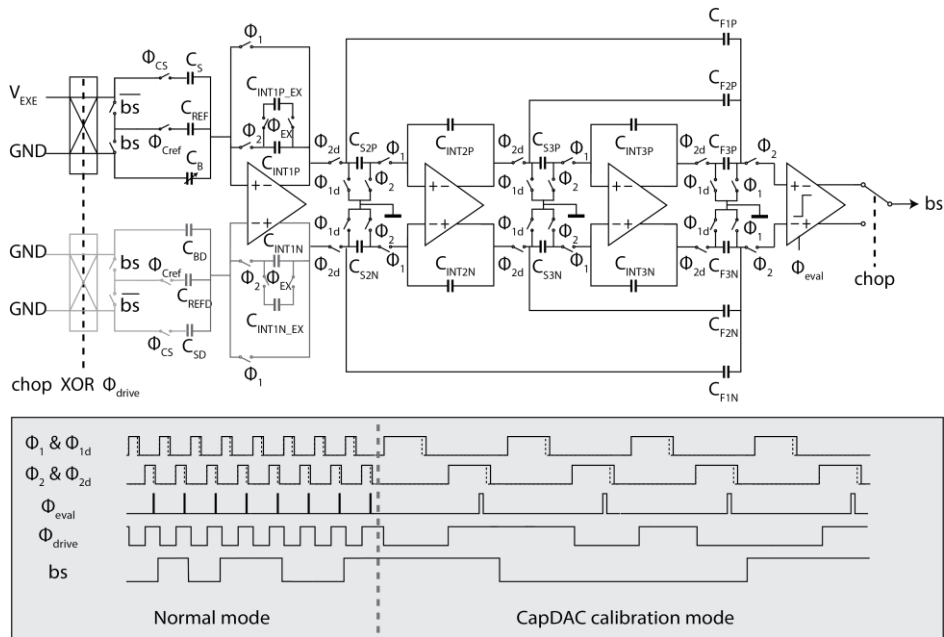 C_F1P
Φ_1
Φ_CS C_S
C_F2P
V_EXE
bs
C_INT1P_EX
C_REF
Φ_2 Φ_EX
C_INT2P
C_INT3P
GND
bs
Φ_Cref
C_B
C_INT1P
Φ_2d C_S2P Φ_1
Φ_2d C_S3P Φ_1
Φ_2d C_F3P Φ_2
Φ_1d Φ_2
Φ_1d Φ_2
Φ_1d Φ_1
bs
GND
C_BD
C_INT1N
Φ_2
Φ_2
Φ_1
Φ_2d C_S2N Φ_1
Φ_2d C_S3N Φ_1
Φ_2d C_F3N Φ_2
Φ_eval
chop
bs
Φ_Cref
Φ_2 Φ_EX
C_INT2N
C_INT3N
GND
bs
C_REFD
C_INT1N_EX
C_F2N
Φ_CS C_SD
Φ_1
chop XOR Φ_drive
C_F1N
Φ_1 & Φ_1d
Φ_2 & Φ_2d
Φ_eval
Φ_drive
bs
Normal mode
CapDAC calibration mode